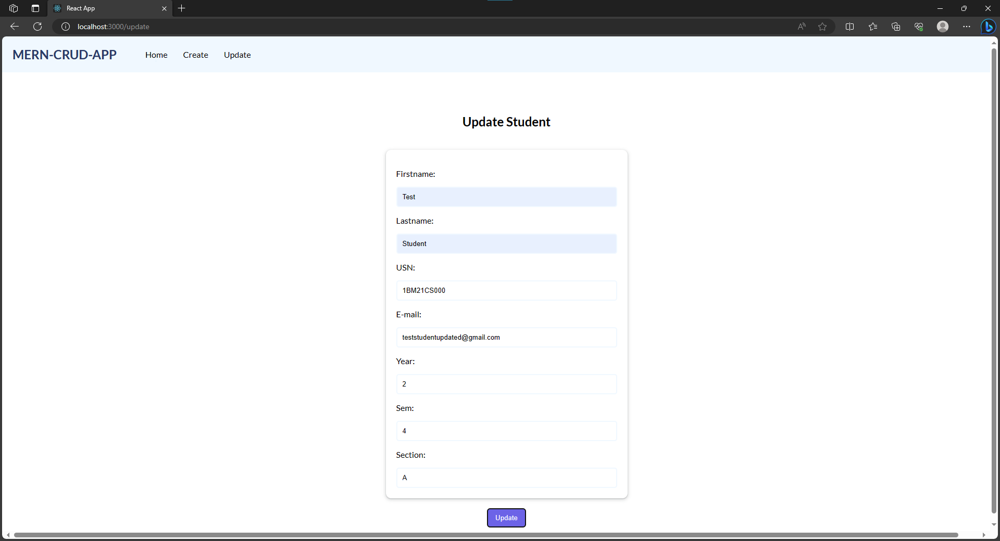 React App
localhost:3000/update
MERN-CRUD-APP Home Create Update
Update Student
Firstname:
Test
Lastname:
Student
USN:
1BM21CS000
E-mail:
teststudentupdated@gmail.com
Year:
2
Sem:
4
Section:
A
Update